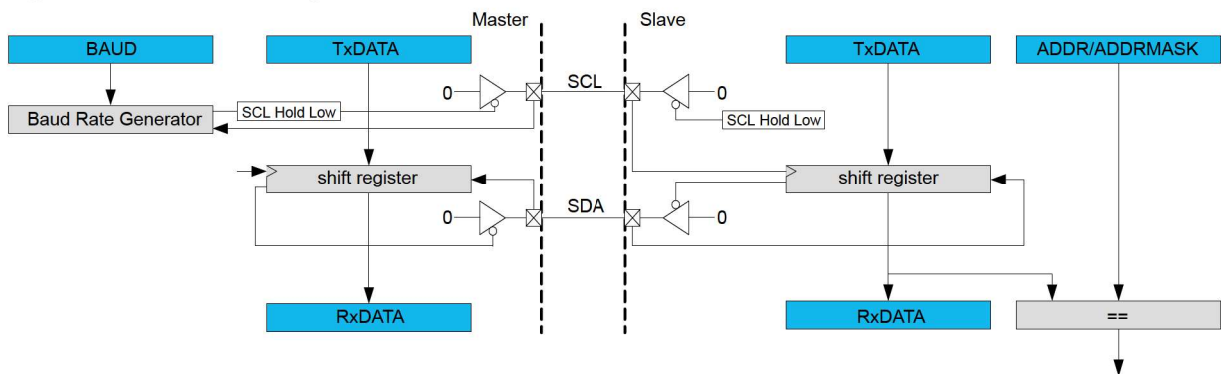 Master
Slave
BAUD
TxDATA
TxDATA
ADDR/ADDRMASK
0
SCL
0
SCL Hold Low
Baud Rate Generator
SCL Hold Low
shift register
shift register
0
SDA
0
RxDATA
RxDATA
==